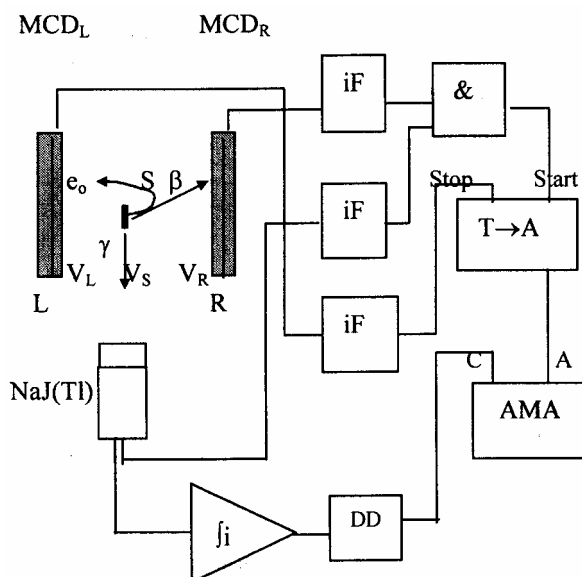 MCD_L MCD_R
iF
&
e_o S β
iF
Stop Start
T→A
γ
V_L V_S V_R
L R
iF
C A
NaJ(Tl)
AMA
∫i
DD